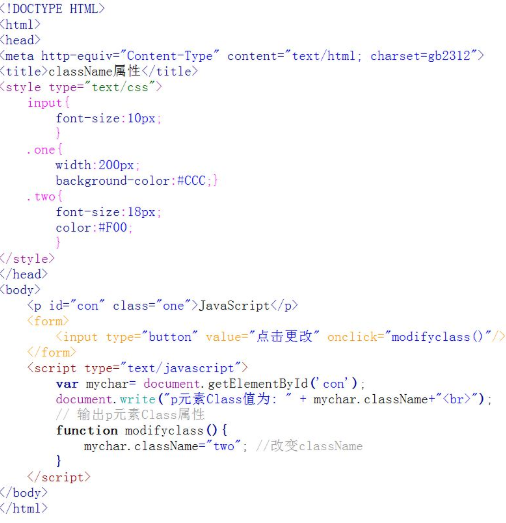 <!DOCTYPE HTML>
<html>
<head>
<meta http-equiv="Content-Type" content="text/html; charset=gb2312">
<title>className属性</title>
<style type="text/css">
    input{
        font-size:10px;
        }
    .one{
        width:200px;
        background-color:#CCC;}
    .two{
        font-size:18px;
        color:#F00;
        }
</style>
</head>
<body>
    <p id="con" class="one">JavaScript</p>
    <form>
        <input type="button" value="点击更改" onclick="modifyclass()"/>
    </form>
    <script type="text/javascript">
        var mychar= document.getElementById('con');
        document.write("p元素Class值为: " + mychar.className+"<br>");
        // 输出p元素Class属性
        function modifyclass(){
            mychar.className="two"; //改变className
        }
    </script>
</body>
</html>